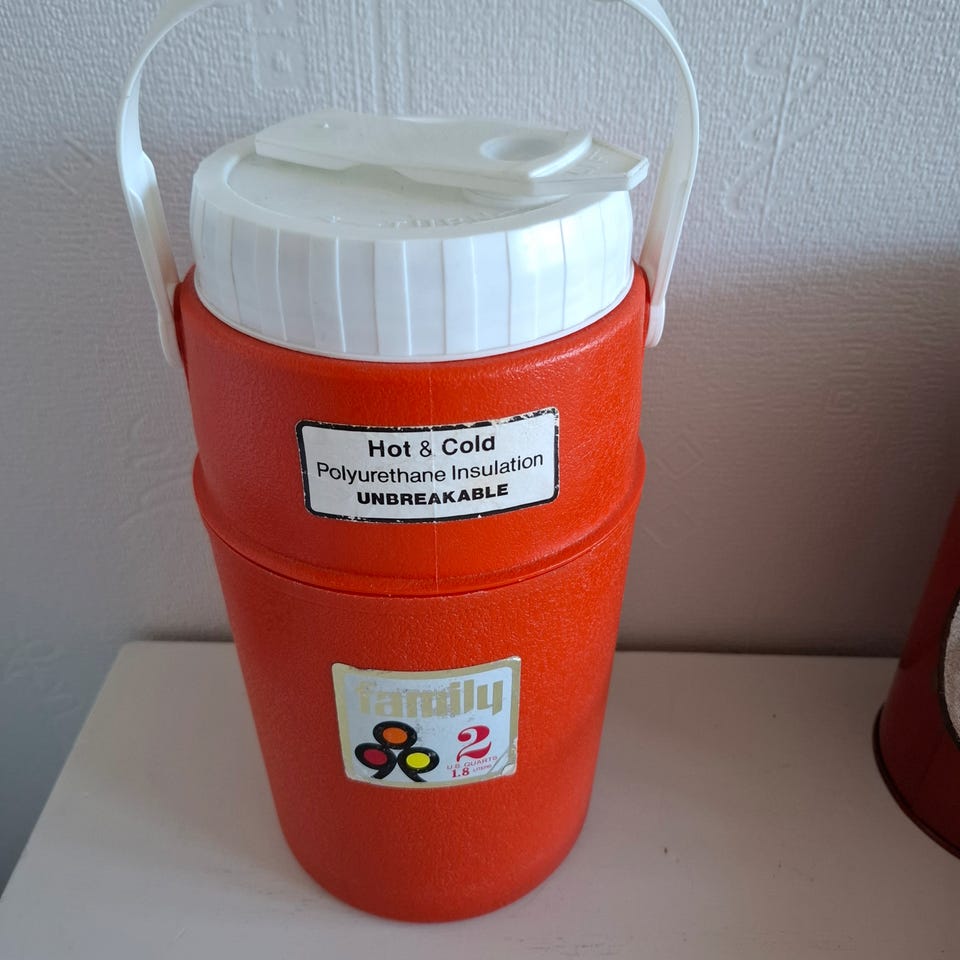 Hot & Cold
Polyurethane Insulation
UNBREAKABLE
family
2
U S QUARTS
1.8 LITERS